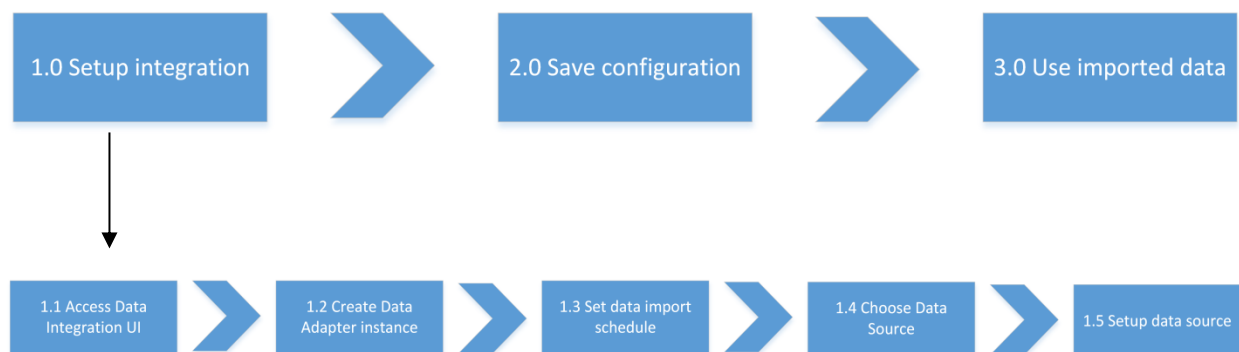 1.0 Setup integration
2.0 Save configuration
3.0 Use imported data
1.1 Access Data
Integration UI
1.2 Create Data
Adapter instance
1.3 Set data import
schedule
1.4 Choose Data
Source
1.5 Setup data source